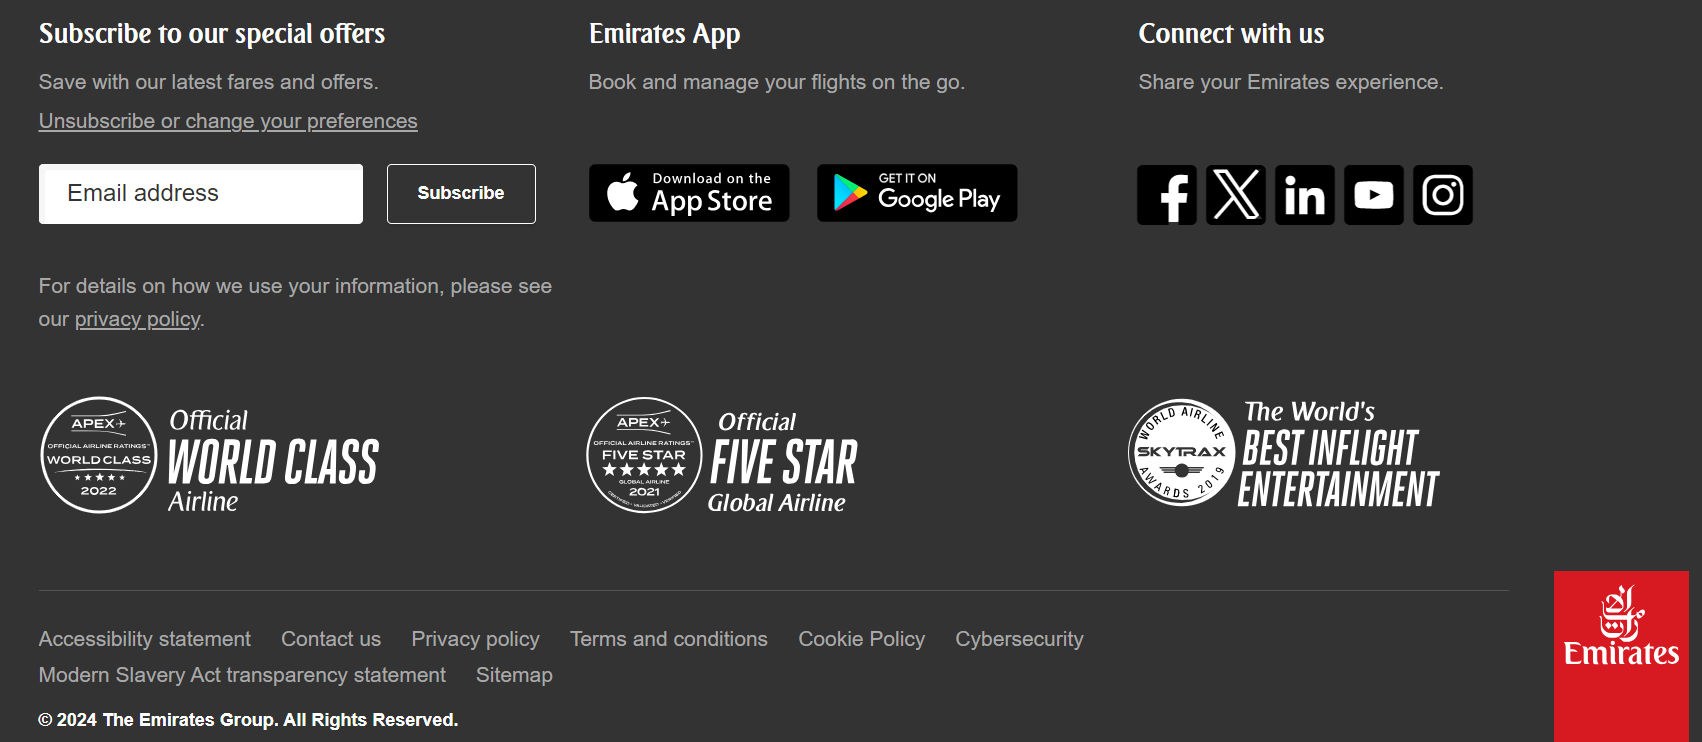 Subscribe to our special offers
Save with our latest fares and offers.
Unsubscribe or change your preferences
Email address
Subscribe
For details on how we use your information, please see
our privacy policy.
Emirates App
Book and manage your flights on the go.
Download on the
App Store
GET IT ON
Google Play
Connect with us
Share your Emirates experience.
APEX
OFFICIAL AIRLINE RATINGS™
WORLD CLASS
2022
Official
WORLD CLASS
Airline
APEX
OFFICIAL AIRLINE RATINGS™
FIVE STAR
GLOBAL AIRLINE
2021
Official
FIVE STAR
Global Airline
WORLD AIRLINE
SKYTRAX
AWARDS 2019
The World's
BEST INFLIGHT
ENTERTAINMENT
Accessibility statement Contact us Privacy policy Terms and conditions Cookie Policy Cybersecurity
Modern Slavery Act transparency statement Sitemap
© 2024 The Emirates Group. All Rights Reserved.
Emirates